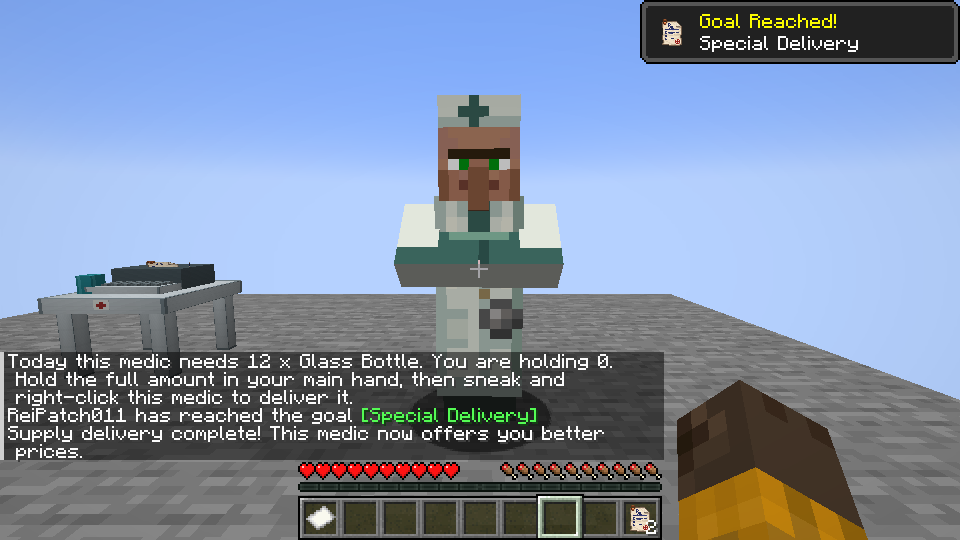 Goal Reached!
Special Delivery
Today this medic needs 12 x Glass Bottle. You are holding 0.
Hold the full amount in your main hand, then sneak and
right-click this medic to deliver it.
ReiPatch011 has reached the goal [Special Delivery]
Supply delivery complete! This medic now offers you better
prices.
2